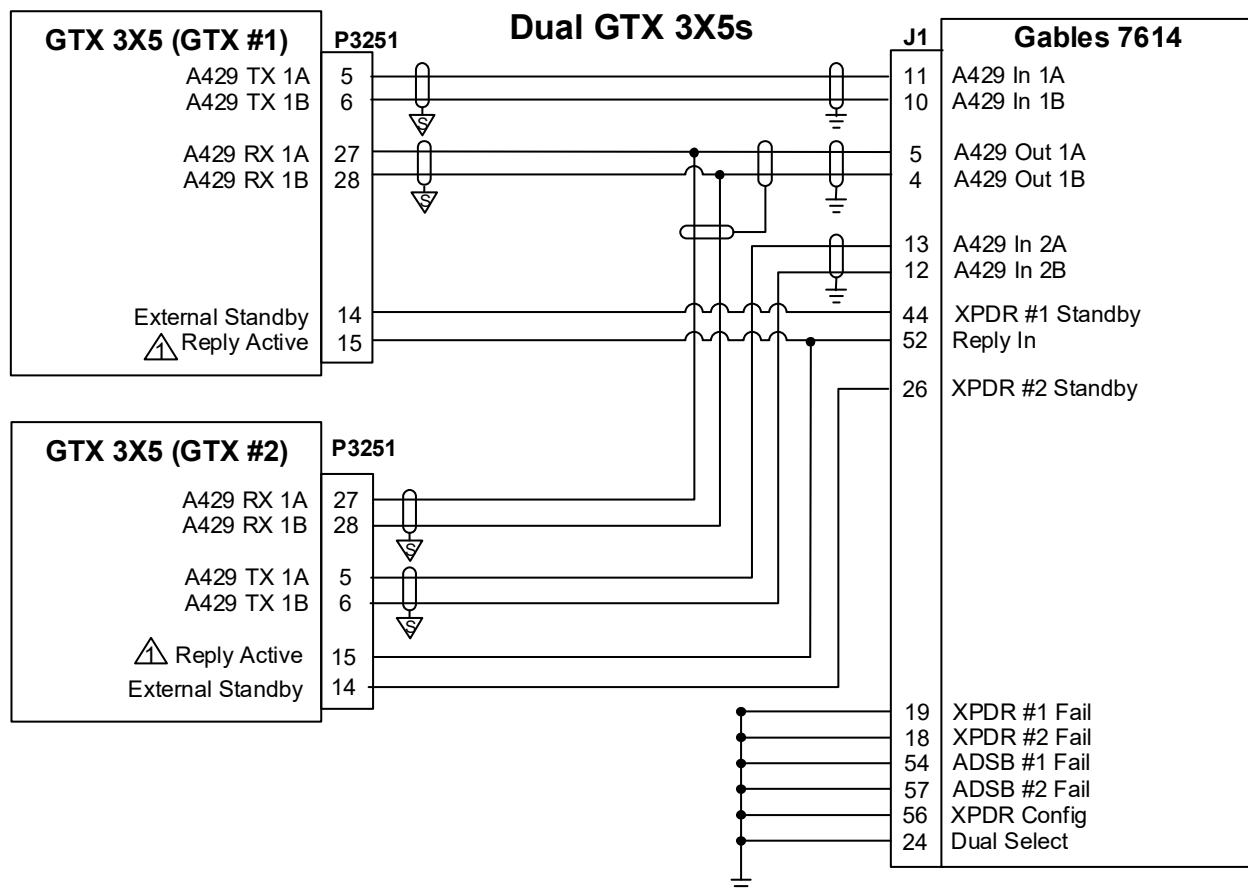 Dual GTX 3X5s
GTX 3X5 (GTX #1)
P3251
A429 TX 1A 5
A429 TX 1B 6
A429 RX 1A 27
A429 RX 1B 28
External Standby 14
1 Reply Active 15
GTX 3X5 (GTX #2)
P3251
A429 RX 1A 27
A429 RX 1B 28
A429 TX 1A 5
A429 TX 1B 6
1 Reply Active 15
External Standby 14
S
S
S
S
J1
Gables 7614
11 A429 In 1A
10 A429 In 1B
5 A429 Out 1A
4 A429 Out 1B
13 A429 In 2A
12 A429 In 2B
44 XPDR #1 Standby
52 Reply In
26 XPDR #2 Standby
19 XPDR #1 Fail
18 XPDR #2 Fail
54 ADSB #1 Fail
57 ADSB #2 Fail
56 XPDR Config
24 Dual Select